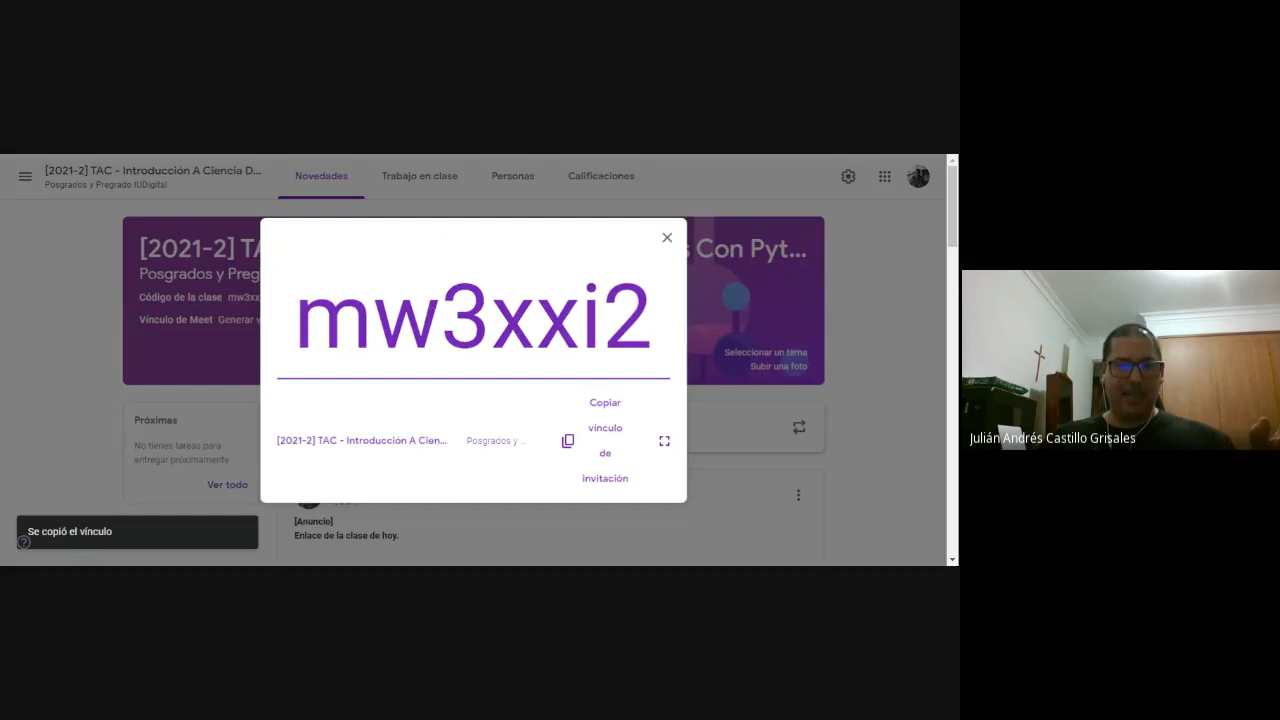 [2021-2] TAC - Introducción A Ciencia D...
Posgrados y Pregrado IUDigital
Novedades
Trabajo en clase
Personas
Calificaciones
[2021-2] TA
s Con Pyt...
Posgrados y Preg
Código de la clase mw3xx
Vínculo de Meet Generar v
Seleccionar un tema
Subir una foto
mw3xxi2
[2021-2] TAC - Introducción A Cien...
Posgrados y ...
Copiar
vínculo
de
invitación
Próximas
No tienes tareas para
entregar próximamente
Ver todo
[Anuncio]
Enlace de la clase de hoy.
Se copió el vínculo
Julián Andrés Castillo Grisales